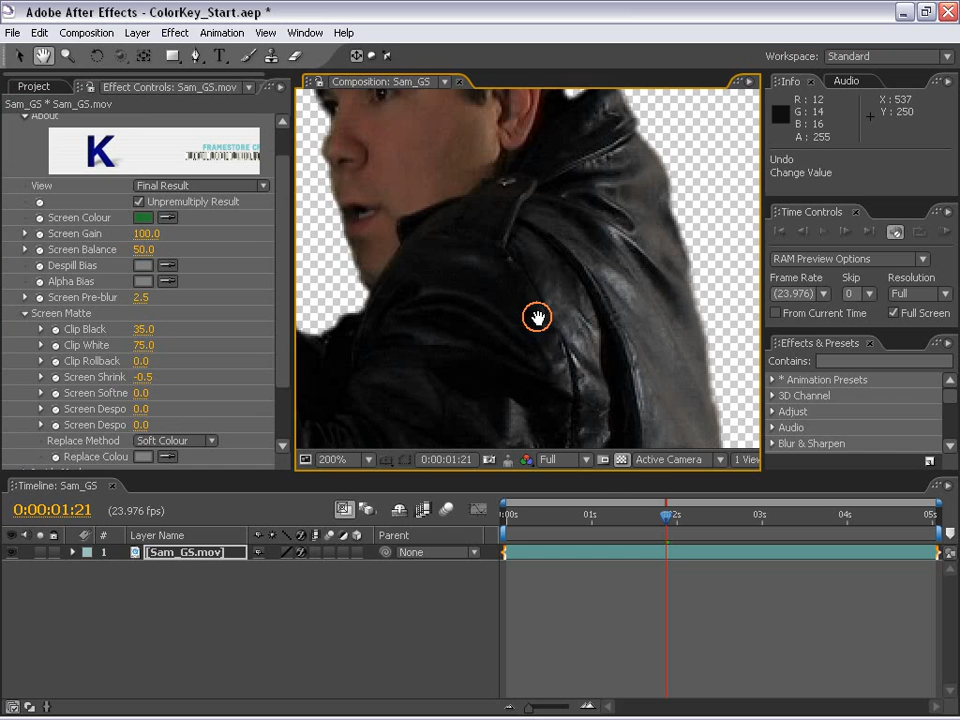 Adobe After Effects - ColorKey_Start.aep *
File Edit Composition Layer Effect Animation View Window Help
Workspace: Standard
Project Effect Controls: Sam_GS.mov
Composition: Sam_GS
Info Audio
Sam_GS * Sam_GS.mov
About
K FRAMESTORE C
View Final Result
Unpremultiply Result
Screen Colour
Screen Gain 100.0
Screen Balance 50.0
Despill Bias
Alpha Bias
Screen Pre-blur 2.5
Screen Matte
Clip Black 35.0
Clip White 75.0
Clip Rollback 0.0
Screen Shrink -0.5
Screen Softne 0.0
Screen Despo 0.0
Screen Despo 0.0
Replace Method Soft Colour
Replace Colou
200% 0:00:01:21 Full Active Camera 1 View
R : 12 X : 537
G : 14 Y : 250
B : 16
A : 255
Undo
Change Value
Time Controls
RAM Preview Options
Frame Rate Skip Resolution
(23.976) 0 Full
From Current Time Full Screen
Effects & Presets
Contains:
* Animation Presets
3D Channel
Adjust
Audio
Blur & Sharpen
Timeline: Sam_GS
0:00:01:21 (23.976 fps)
:00s 01s 2s 03s 04s 05s
# Layer Name Parent
1 [Sam_GS.mov] None